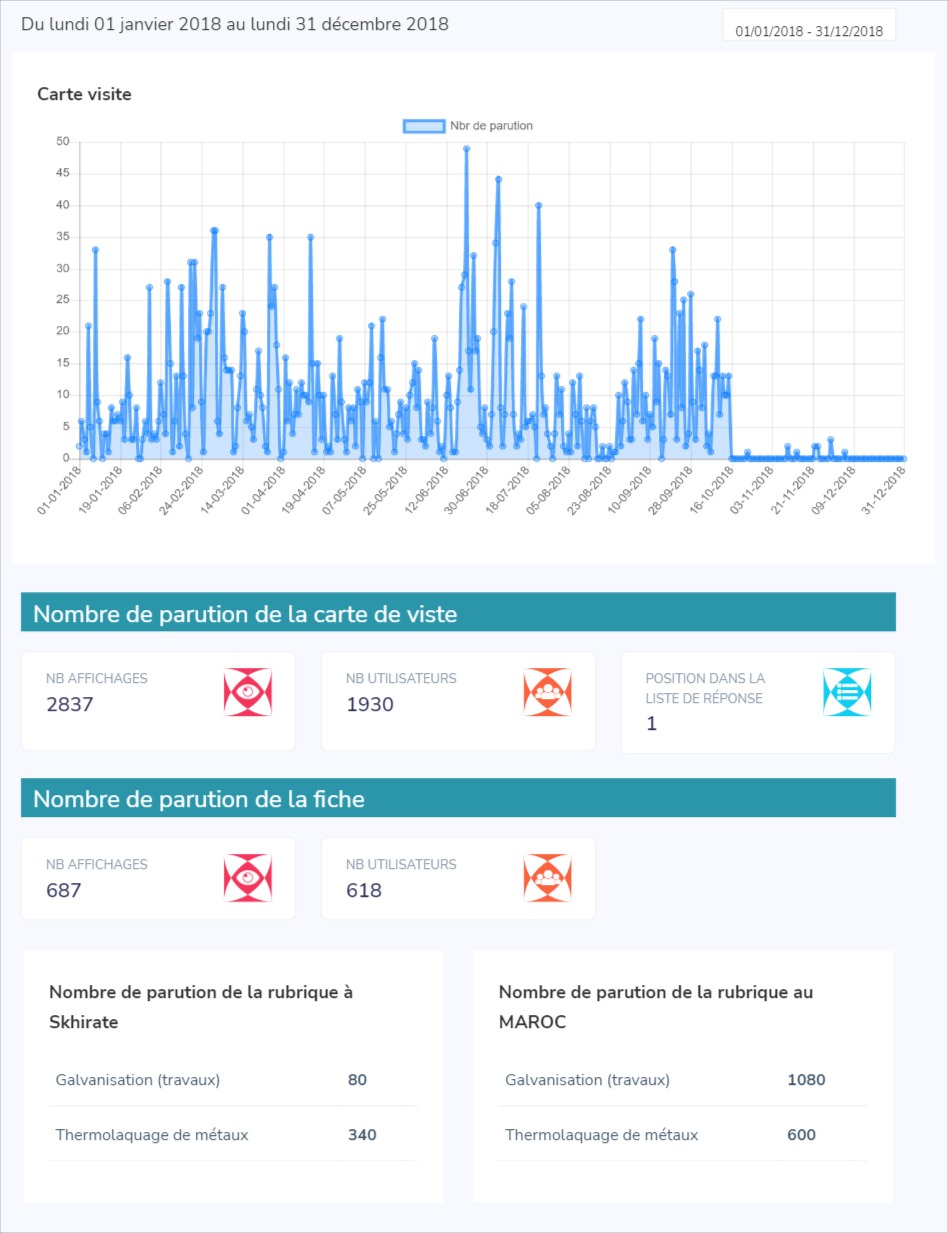 Du lundi 01 janvier 2018 au lundi 31 décembre 2018
01/01/2018 - 31/12/2018
Carte visite
Nbr de parution
50
45
40
35
30
25
20
15
10
5
0
01-01-2018
19-01-2018
06-02-2018
24-02-2018
14-03-2018
01-04-2018
19-04-2018
07-05-2018
25-05-2018
12-06-2018
30-06-2018
18-07-2018
05-08-2018
23-08-2018
10-09-2018
28-09-2018
16-10-2018
03-11-2018
21-11-2018
09-12-2018
31-12-2018
Nombre de parution de la carte de viste
NB AFFICHAGES
2837
NB UTILISATEURS
1930
POSITION DANS LA
LISTE DE RÉPONSE
1
Nombre de parution de la fiche
NB AFFICHAGES
687
NB UTILISATEURS
618
Nombre de parution de la rubrique à
Skhirate
Galvanisation (travaux) 80
Thermolaquage de métaux 340
Nombre de parution de la rubrique au
MAROC
Galvanisation (travaux) 1080
Thermolaquage de métaux 600